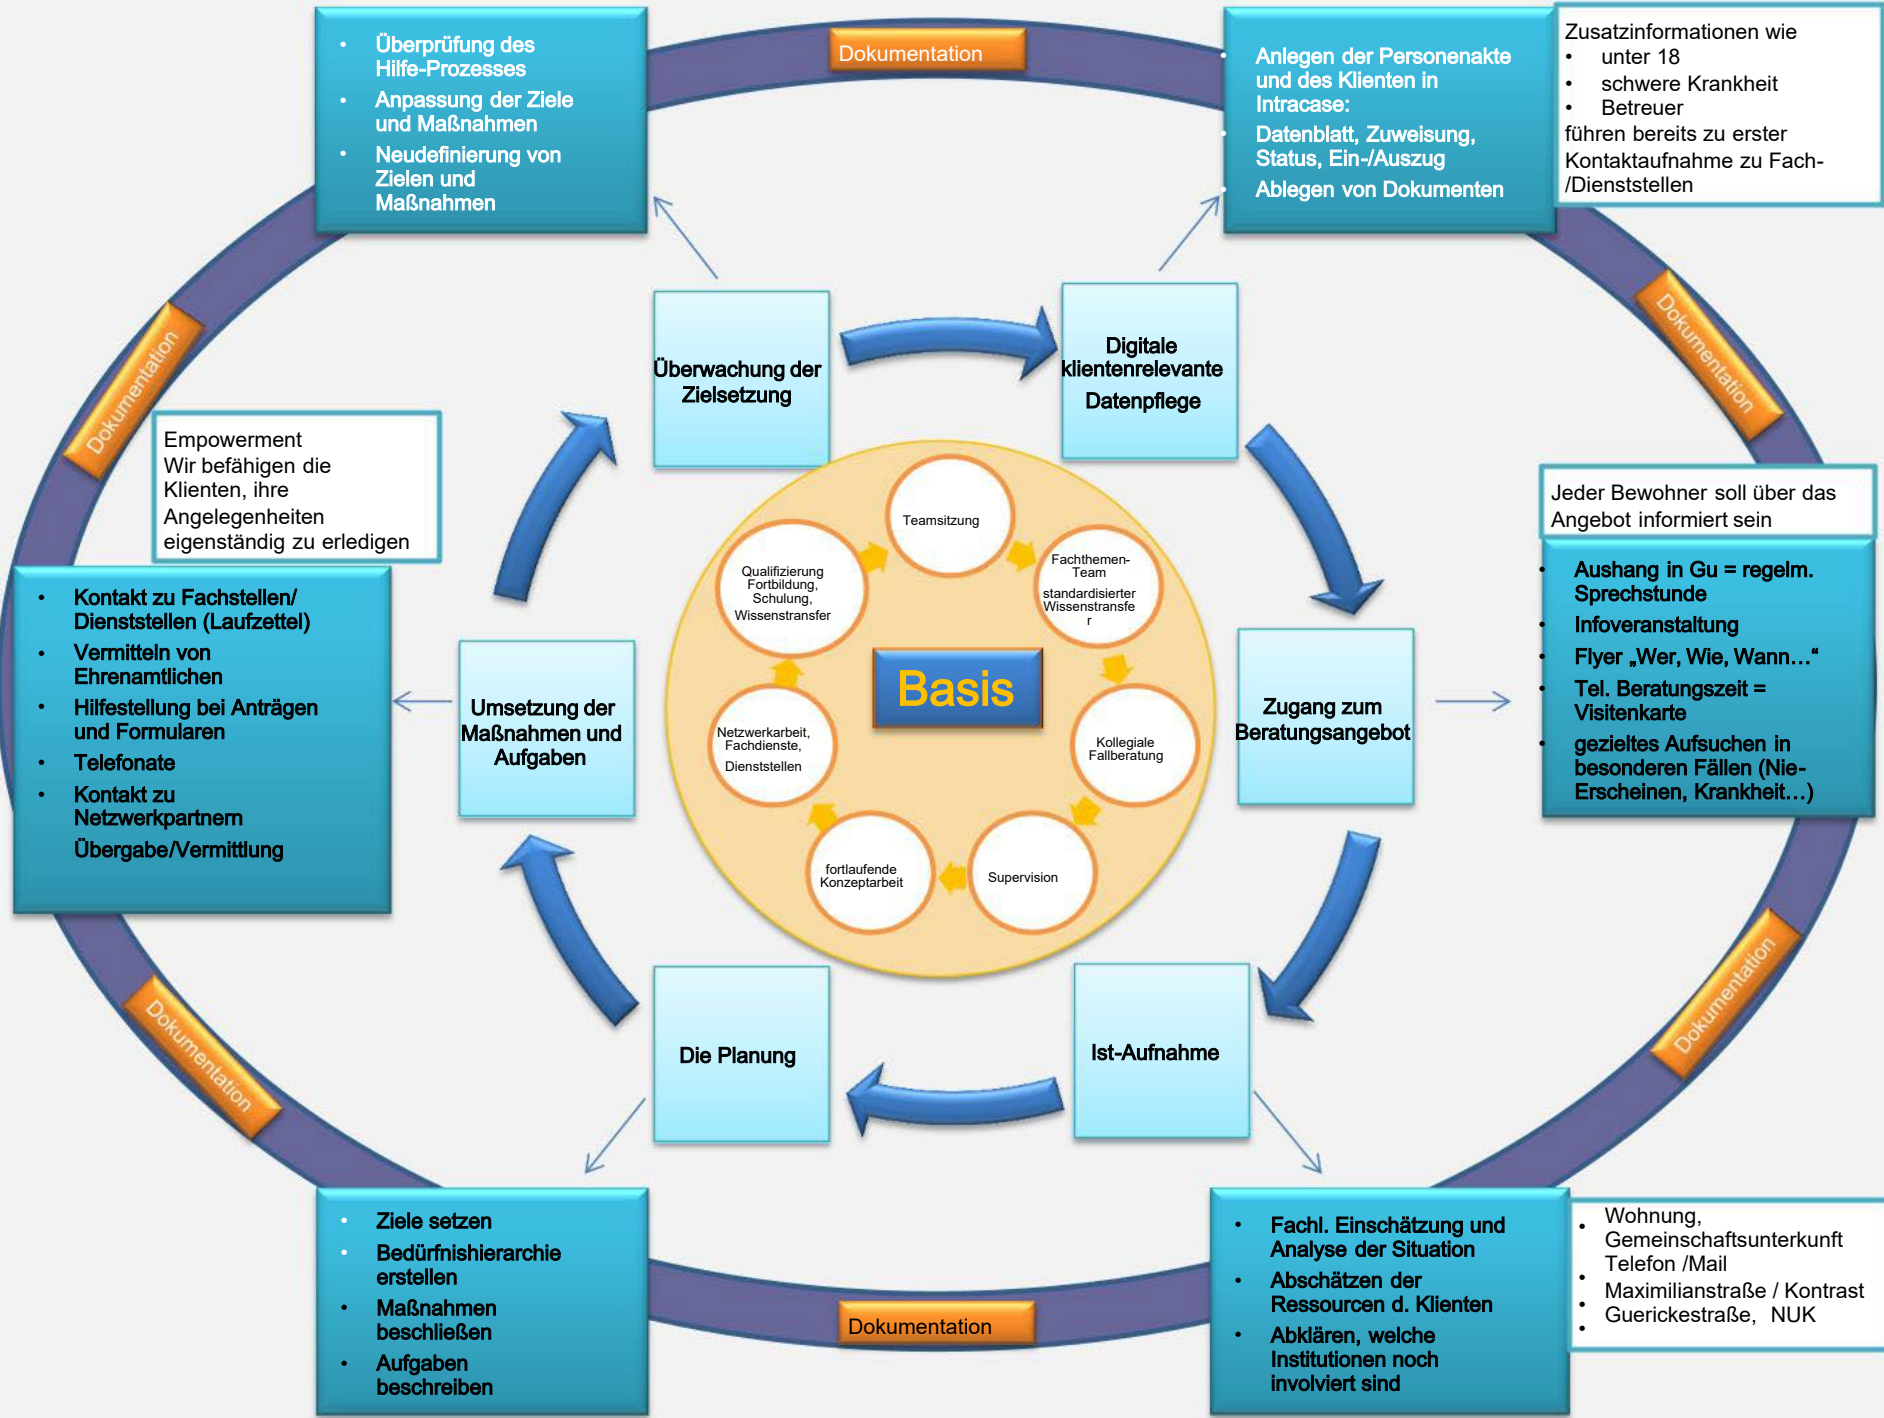 Dokumentation
• Überprüfung des
Hilfe-Prozesses
• Anpassung der Ziele
und Maßnahmen
• Neudefinierung von
Zielen und
Maßnahmen
• Anlegen der Personenakte
und des Klienten in
Intracase:
• Datenblatt, Zuweisung,
Status, Ein-/Auszug
• Ablegen von Dokumenten
Zusatzinformationen wie
• unter 18
• schwere Krankheit
• Betreuer
führen bereits zu erster
Kontaktaufnahme zu Fach-
/Dienststellen
Dokumentation
Dokumentation
Überwachung der
Zielsetzung
Digitale
klientenrelevante
Datenpflege
Empowerment
Wir befähigen die
Klienten, ihre
Angelegenheiten
eigenständig zu erledigen
Jeder Bewohner soll über das
Angebot informiert sein
• Kontakt zu Fachstellen/
Dienststellen (Laufzettel)
• Vermitteln von
Ehrenamtlichen
• Hilfestellung bei Anträgen
und Formularen
• Telefonate
• Kontakt zu
Netzwerkpartnern
Übergabe/Vermittlung
Umsetzung der
Maßnahmen und
Aufgaben
Teamsitzung
Fachthemen-
Team
standardisierter
Wissenstransfe
r
Kollegiale
Fallberatung
Supervision
fortlaufende
Konzeptarbeit
Netzwerkarbeit,
Fachdienste,
Dienststellen
Qualifizierung
Fortbildung,
Schulung,
Wissenstransfer
Basis
Zugang zum
Beratungsangebot
• Aushang in Gu = regelm.
Sprechstunde
• Infoveranstaltung
• Flyer „Wer, Wie, Wann…“
• Tel. Beratungszeit =
Visitenkarte
• gezieltes Aufsuchen in
besonderen Fällen (Nie-
Erscheinen, Krankheit…)
Dokumentation
Dokumentation
Die Planung
Ist-Aufnahme
• Ziele setzen
• Bedürfnishierarchie
erstellen
• Maßnahmen
beschließen
• Aufgaben
beschreiben
Dokumentation
• Fachl. Einschätzung und
Analyse der Situation
• Abschätzen der
Ressourcen d. Klienten
• Abklären, welche
Institutionen noch
involviert sind
• Wohnung,
Gemeinschaftsunterkunft
Telefon /Mail
• Maximilianstraße / Kontrast
• Guerickestraße, NUK
•